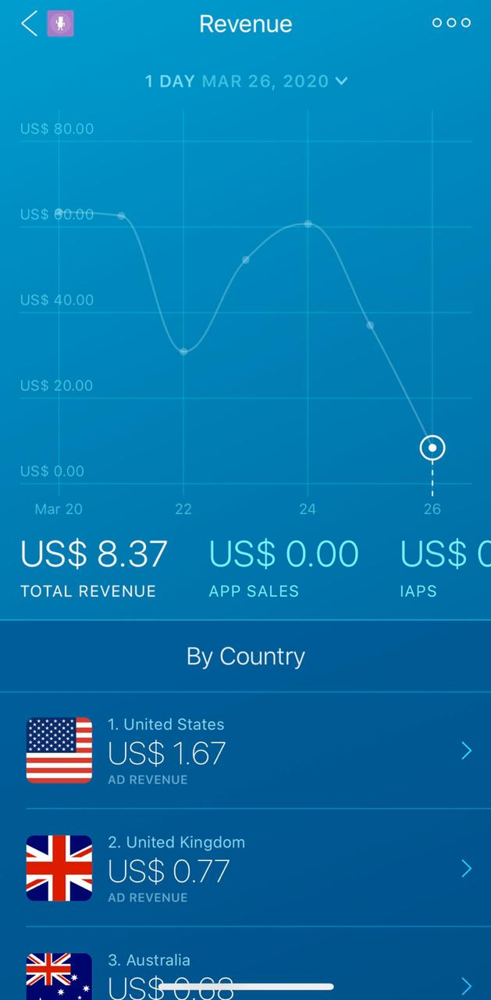 Revenue
1 DAY MAR 26, 2020
US$ 80.00
US$ 60.00
US$ 40.00
US$ 20.00
US$ 0.00
Mar 20 22 24 26
US$ 8.37 US$ 0.00 US$ 0
TOTAL REVENUE APP SALES IAPS
By Country
1. United States
US$ 1.67
AD REVENUE
2. United Kingdom
US$ 0.77
AD REVENUE
3. Australia
US$ 0.68